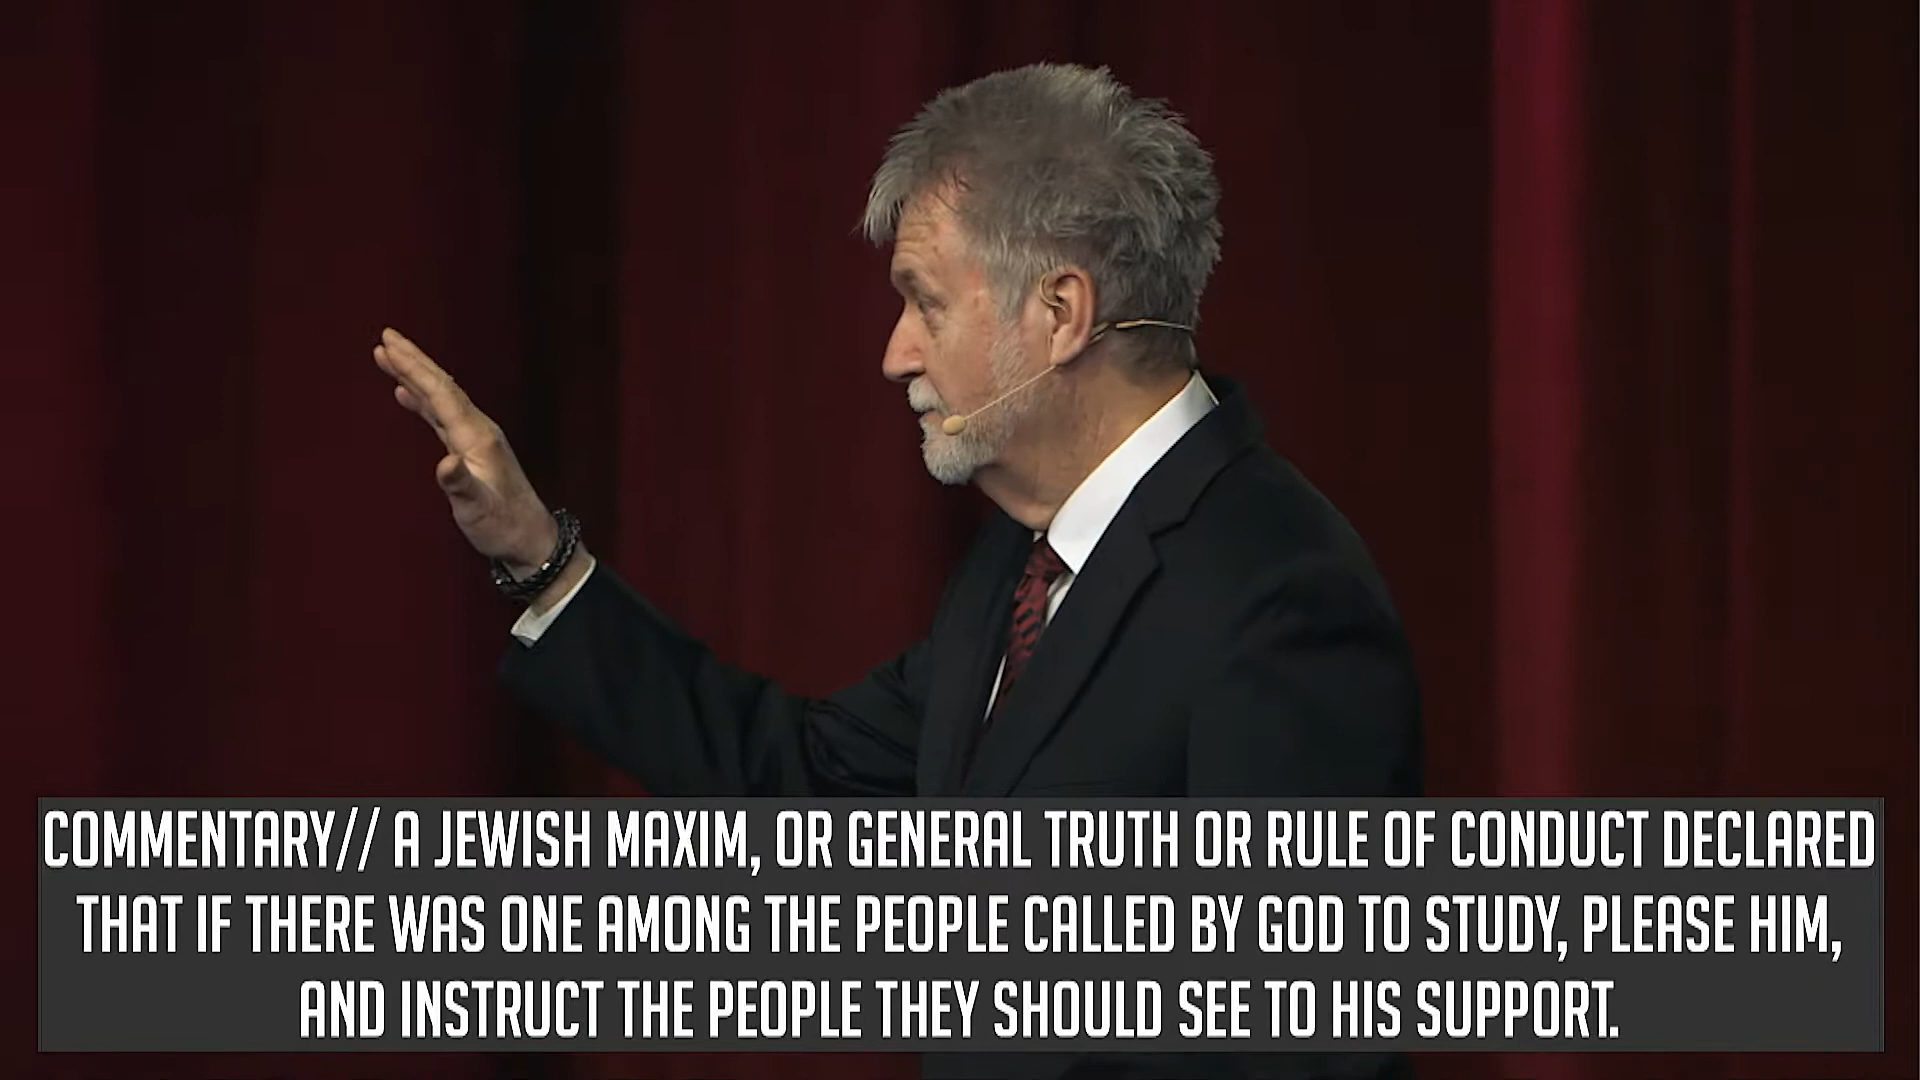 COMMENTARY// A JEWISH MAXIM, OR GENERAL TRUTH OR RULE OF CONDUCT DECLARED
THAT IF THERE WAS ONE AMONG THE PEOPLE CALLED BY GOD TO STUDY, PLEASE HIM,
AND INSTRUCT THE PEOPLE THEY SHOULD SEE TO HIS SUPPORT.